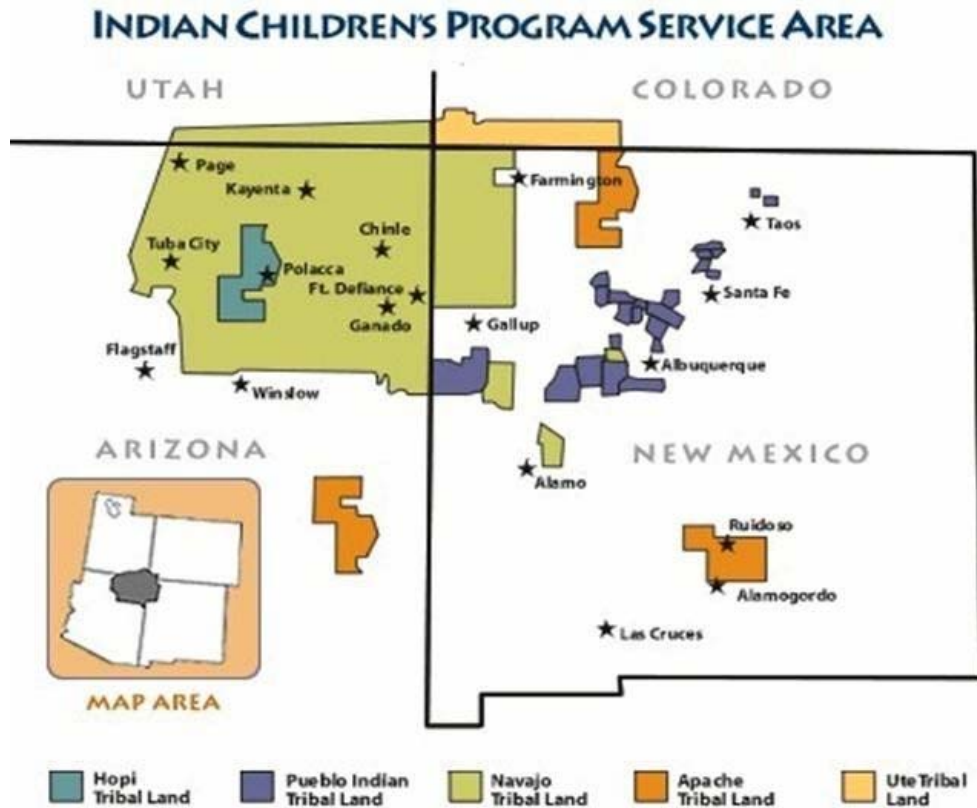 INDIAN CHILDREN'S PROGRAM SERVICE AREA
UTAH
COLORADO
Page
Kayenta
Farmington
Taos
Chinle
Tuba City
Polacca
Ft. Defiance
Santa Fe
Ganado
Gallup
Flagstaff
Albuquerque
Winslow
ARIZONA
NEW MEXICO
Alamo
Ruidoso
Alamogordo
Las Cruces
MAP AREA
Hopi
Tribal Land
Pueblo Indian
Tribal Land
Navajo
Tribal Land
Apache
Tribal Land
Ute Tribal
Land